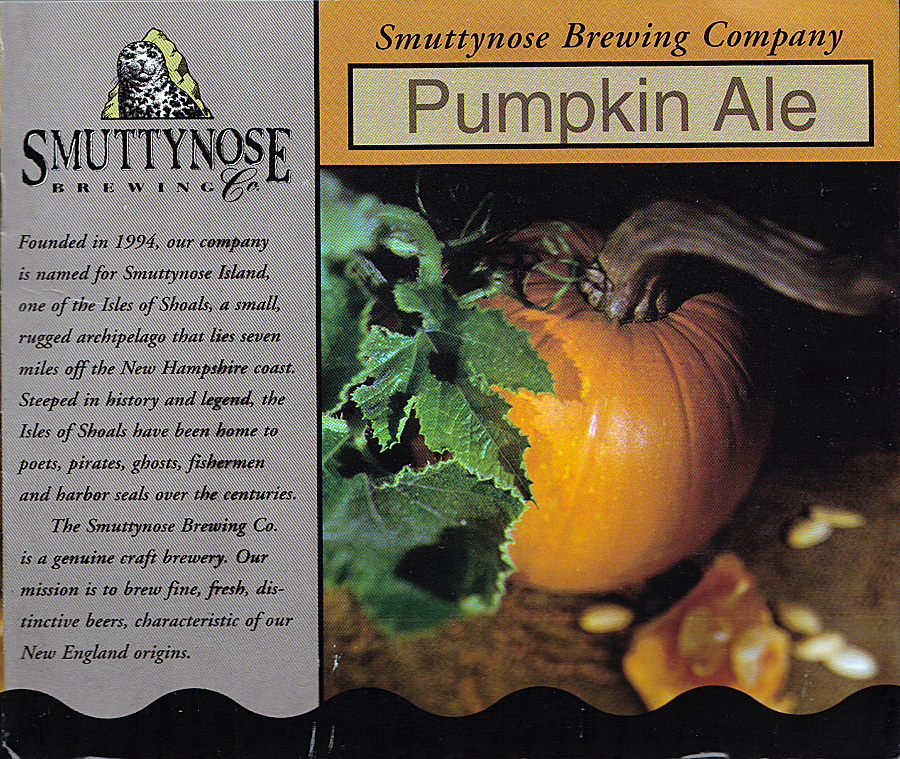 SMUTTYNOSE
BREWING Co.
Founded in 1994, our company
is named for Smuttynose Island,
one of the Isles of Shoals, a small,
rugged archipelago that lies seven
miles off the New Hampshire coast.
Steeped in history and legend, the
Isles of Shoals have been home to
poets, pirates, ghosts, fishermen
and harbor seals over the centuries.
The Smuttynose Brewing Co.
is a genuine craft brewery. Our
mission is to brew fine, fresh, dis-
tinctive beers, characteristic of our
New England origins.
Smuttynose Brewing Company
Pumpkin Ale